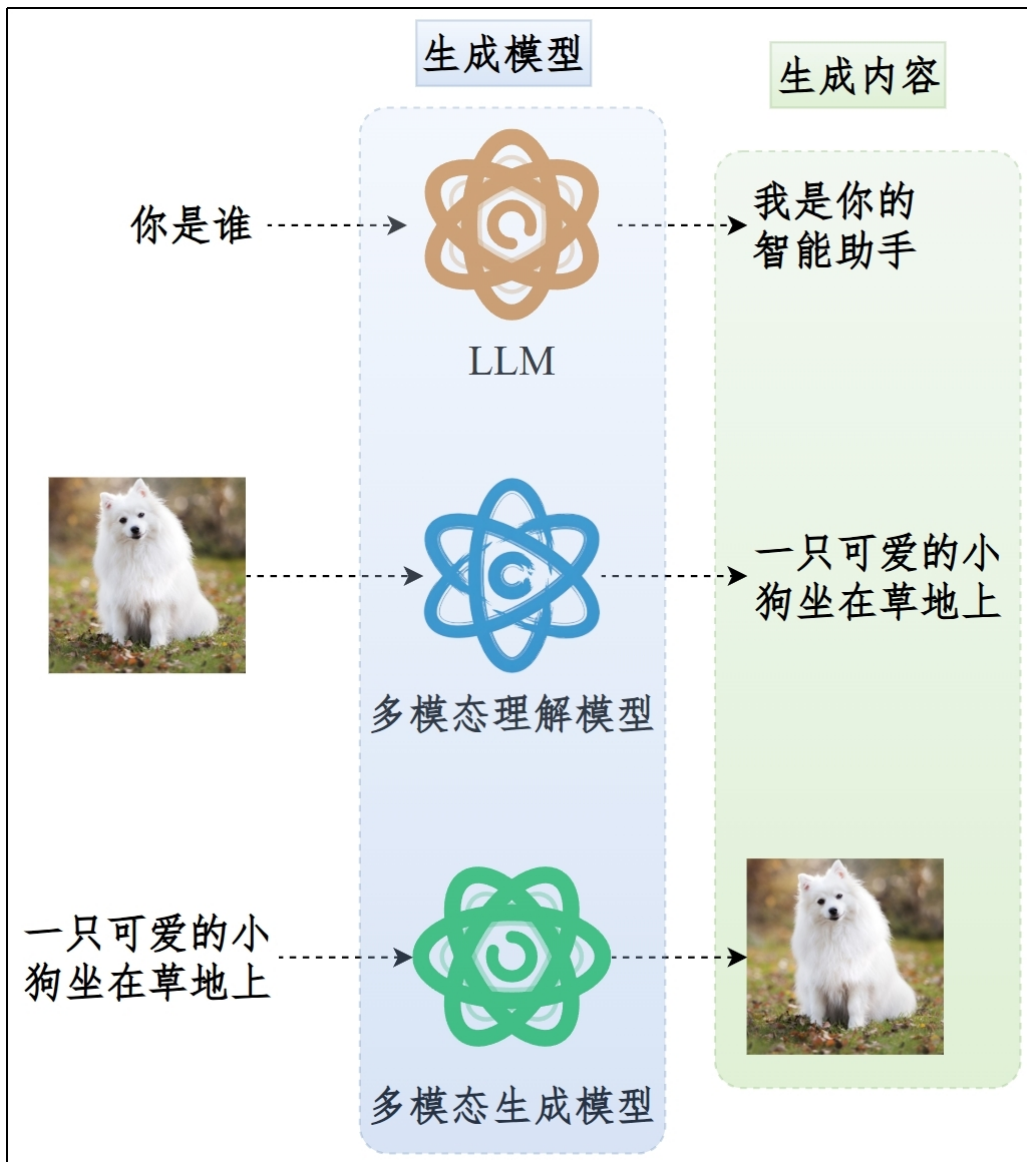 生成模型
生成内容
你是谁
我是你的
智能助手
LLM
一只可爱的小
狗坐在草地上
多模态理解模型
一只可爱的小
狗坐在草地上
多模态生成模型